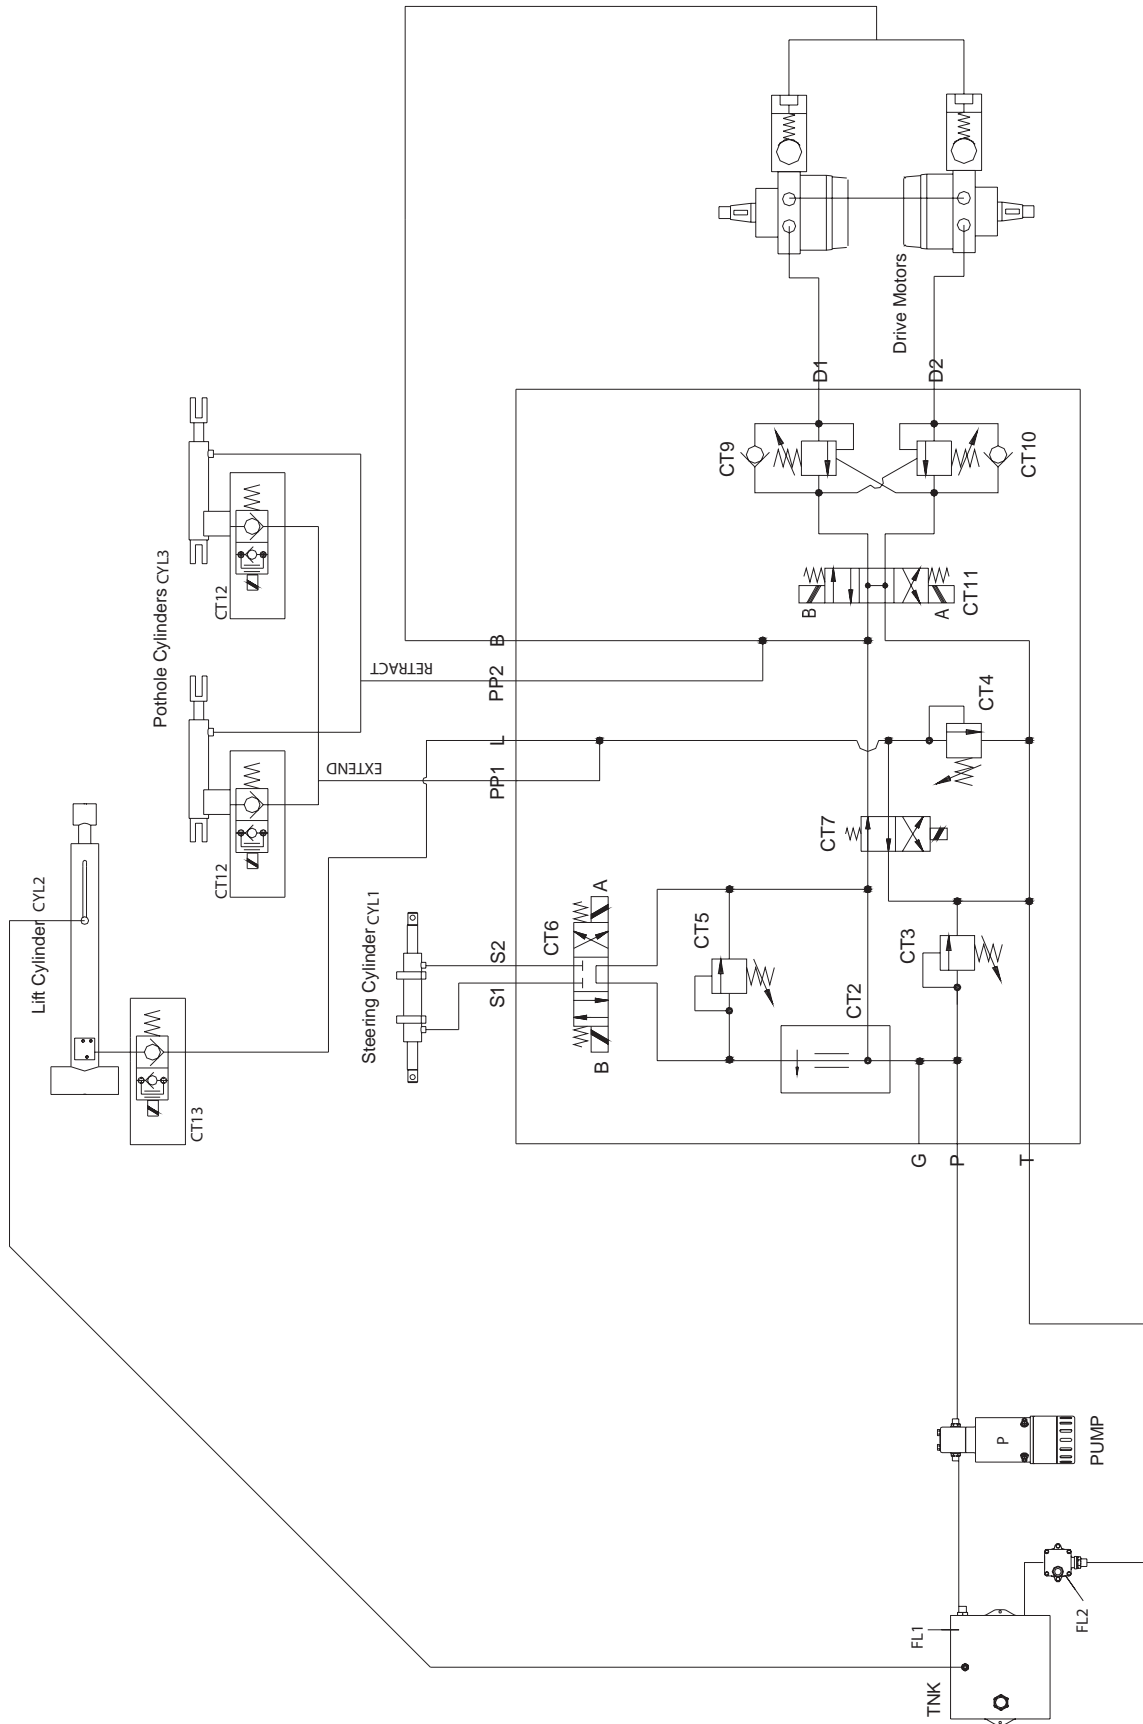 Lift Cylinder CYL2
CT13
Pothole Cylinders CYL3
CT12
CT12
Steering Cylinder CYL1
EXTEND
RETRACT
S1
S2
PP1
L
PP2
B
B
CT6
A
CT5
CT2
CT3
CT7
CT4
B
A
CT11
CT9
CT10
D1
D2
Drive Motors
G
P
T
P
PUMP
FL1
FL2
TNK